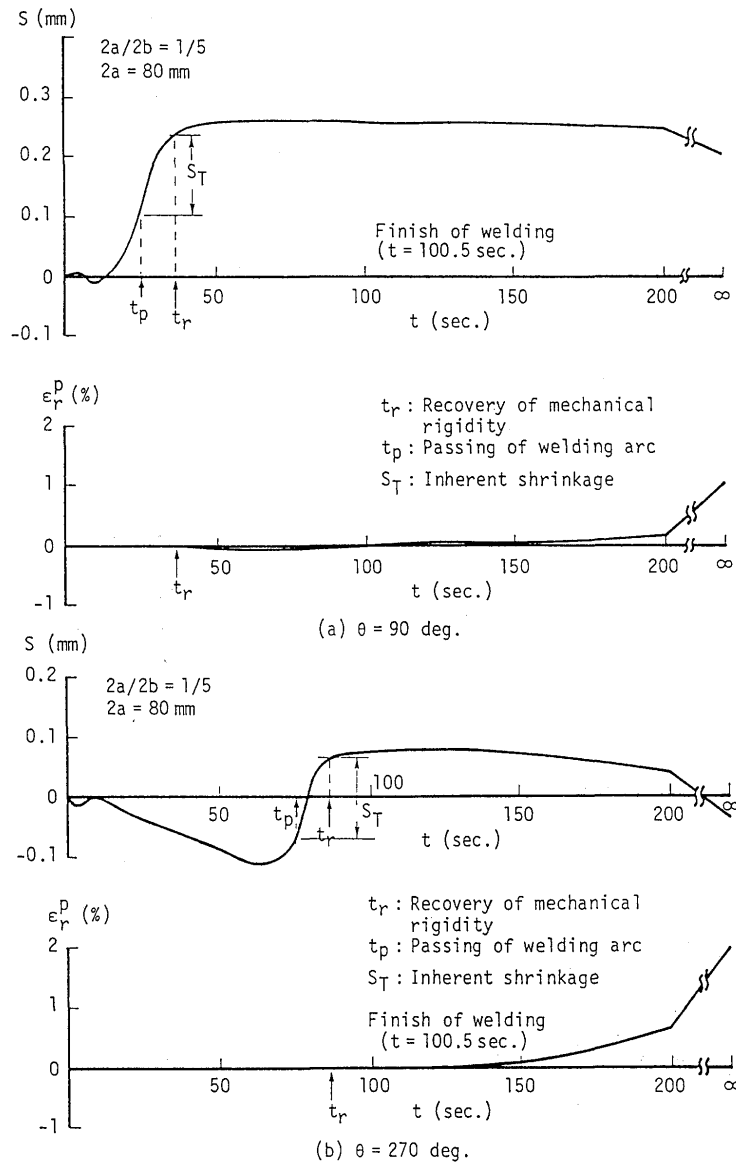 S (mm)
2a/2b = 1/5
2a = 80 mm
0.3
0.2
0.1
0
-0.1
S_T
Finish of welding
(t = 100.5 sec.)
t_p
t_r
50
100
150
200
∞
t (sec.)
ε_r^p (%)
2
1
0
-1
t_r : Recovery of mechanical
rigidity
t_p : Passing of welding arc
S_T : Inherent shrinkage
50
100
150
200
∞
t_r
t (sec.)
(a) θ = 90 deg.
S (mm)
0.2
2a/2b = 1/5
2a = 80 mm
0.1
0
-0.1
50
100
150
200
∞
t_p
t_r
S_T
t (sec.)
ε_r^p (%)
2
1
0
-1
t_r : Recovery of mechanical
rigidity
t_p : Passing of welding arc
S_T : Inherent shrinkage
Finish of welding
(t = 100.5 sec.)
50
100
150
200
∞
t_r
t (sec.)
(b) θ = 270 deg.